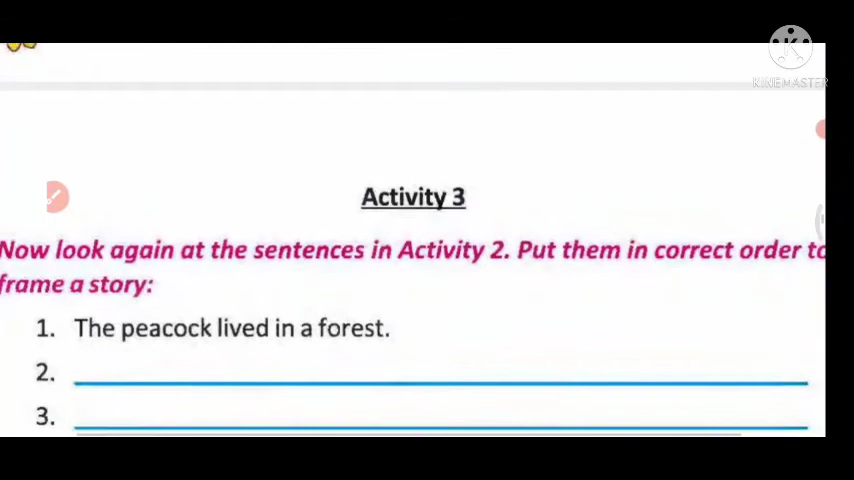 KINEMASTER
Activity 3
Now look again at the sentences in Activity 2. Put them in correct order to
frame a story:
1. The peacock lived in a forest.
2.
3.